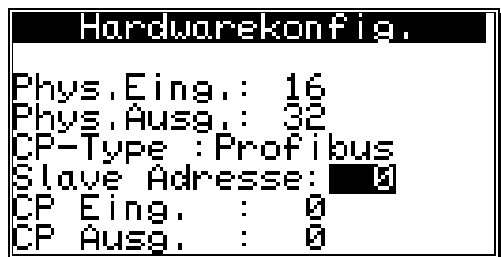 Hardwarekonfig.
Phys.Eing.: 16
Phys.Ausg.: 32
CP-Type :Profibus
Slave Adresse: 0
CP Eing. : 0
CP Ausg. : 0